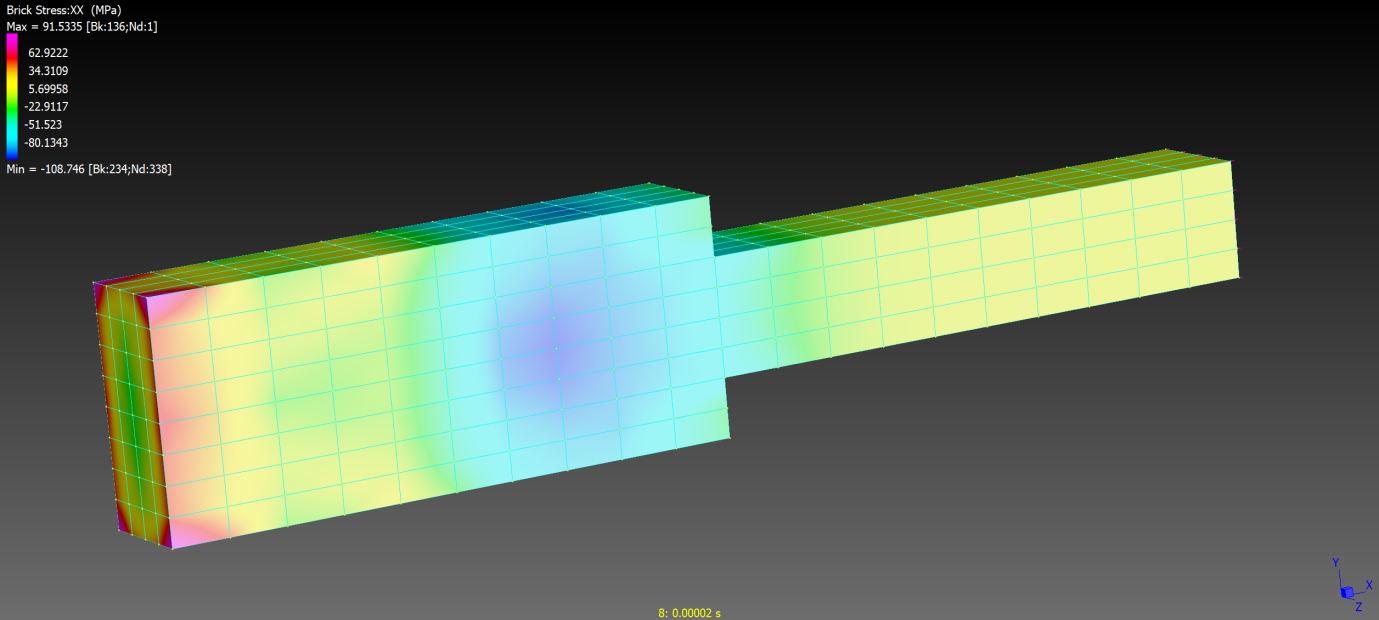 Brick Stress:XX (MPa)
Max = 91.5335 [Bk:136;Nd:1]
62.9222
34.3109
5.69958
-22.9117
-51.523
-80.1343
Min = -108.746 [Bk:234;Nd:338]
Y
X
Z
8: 0.00002 s